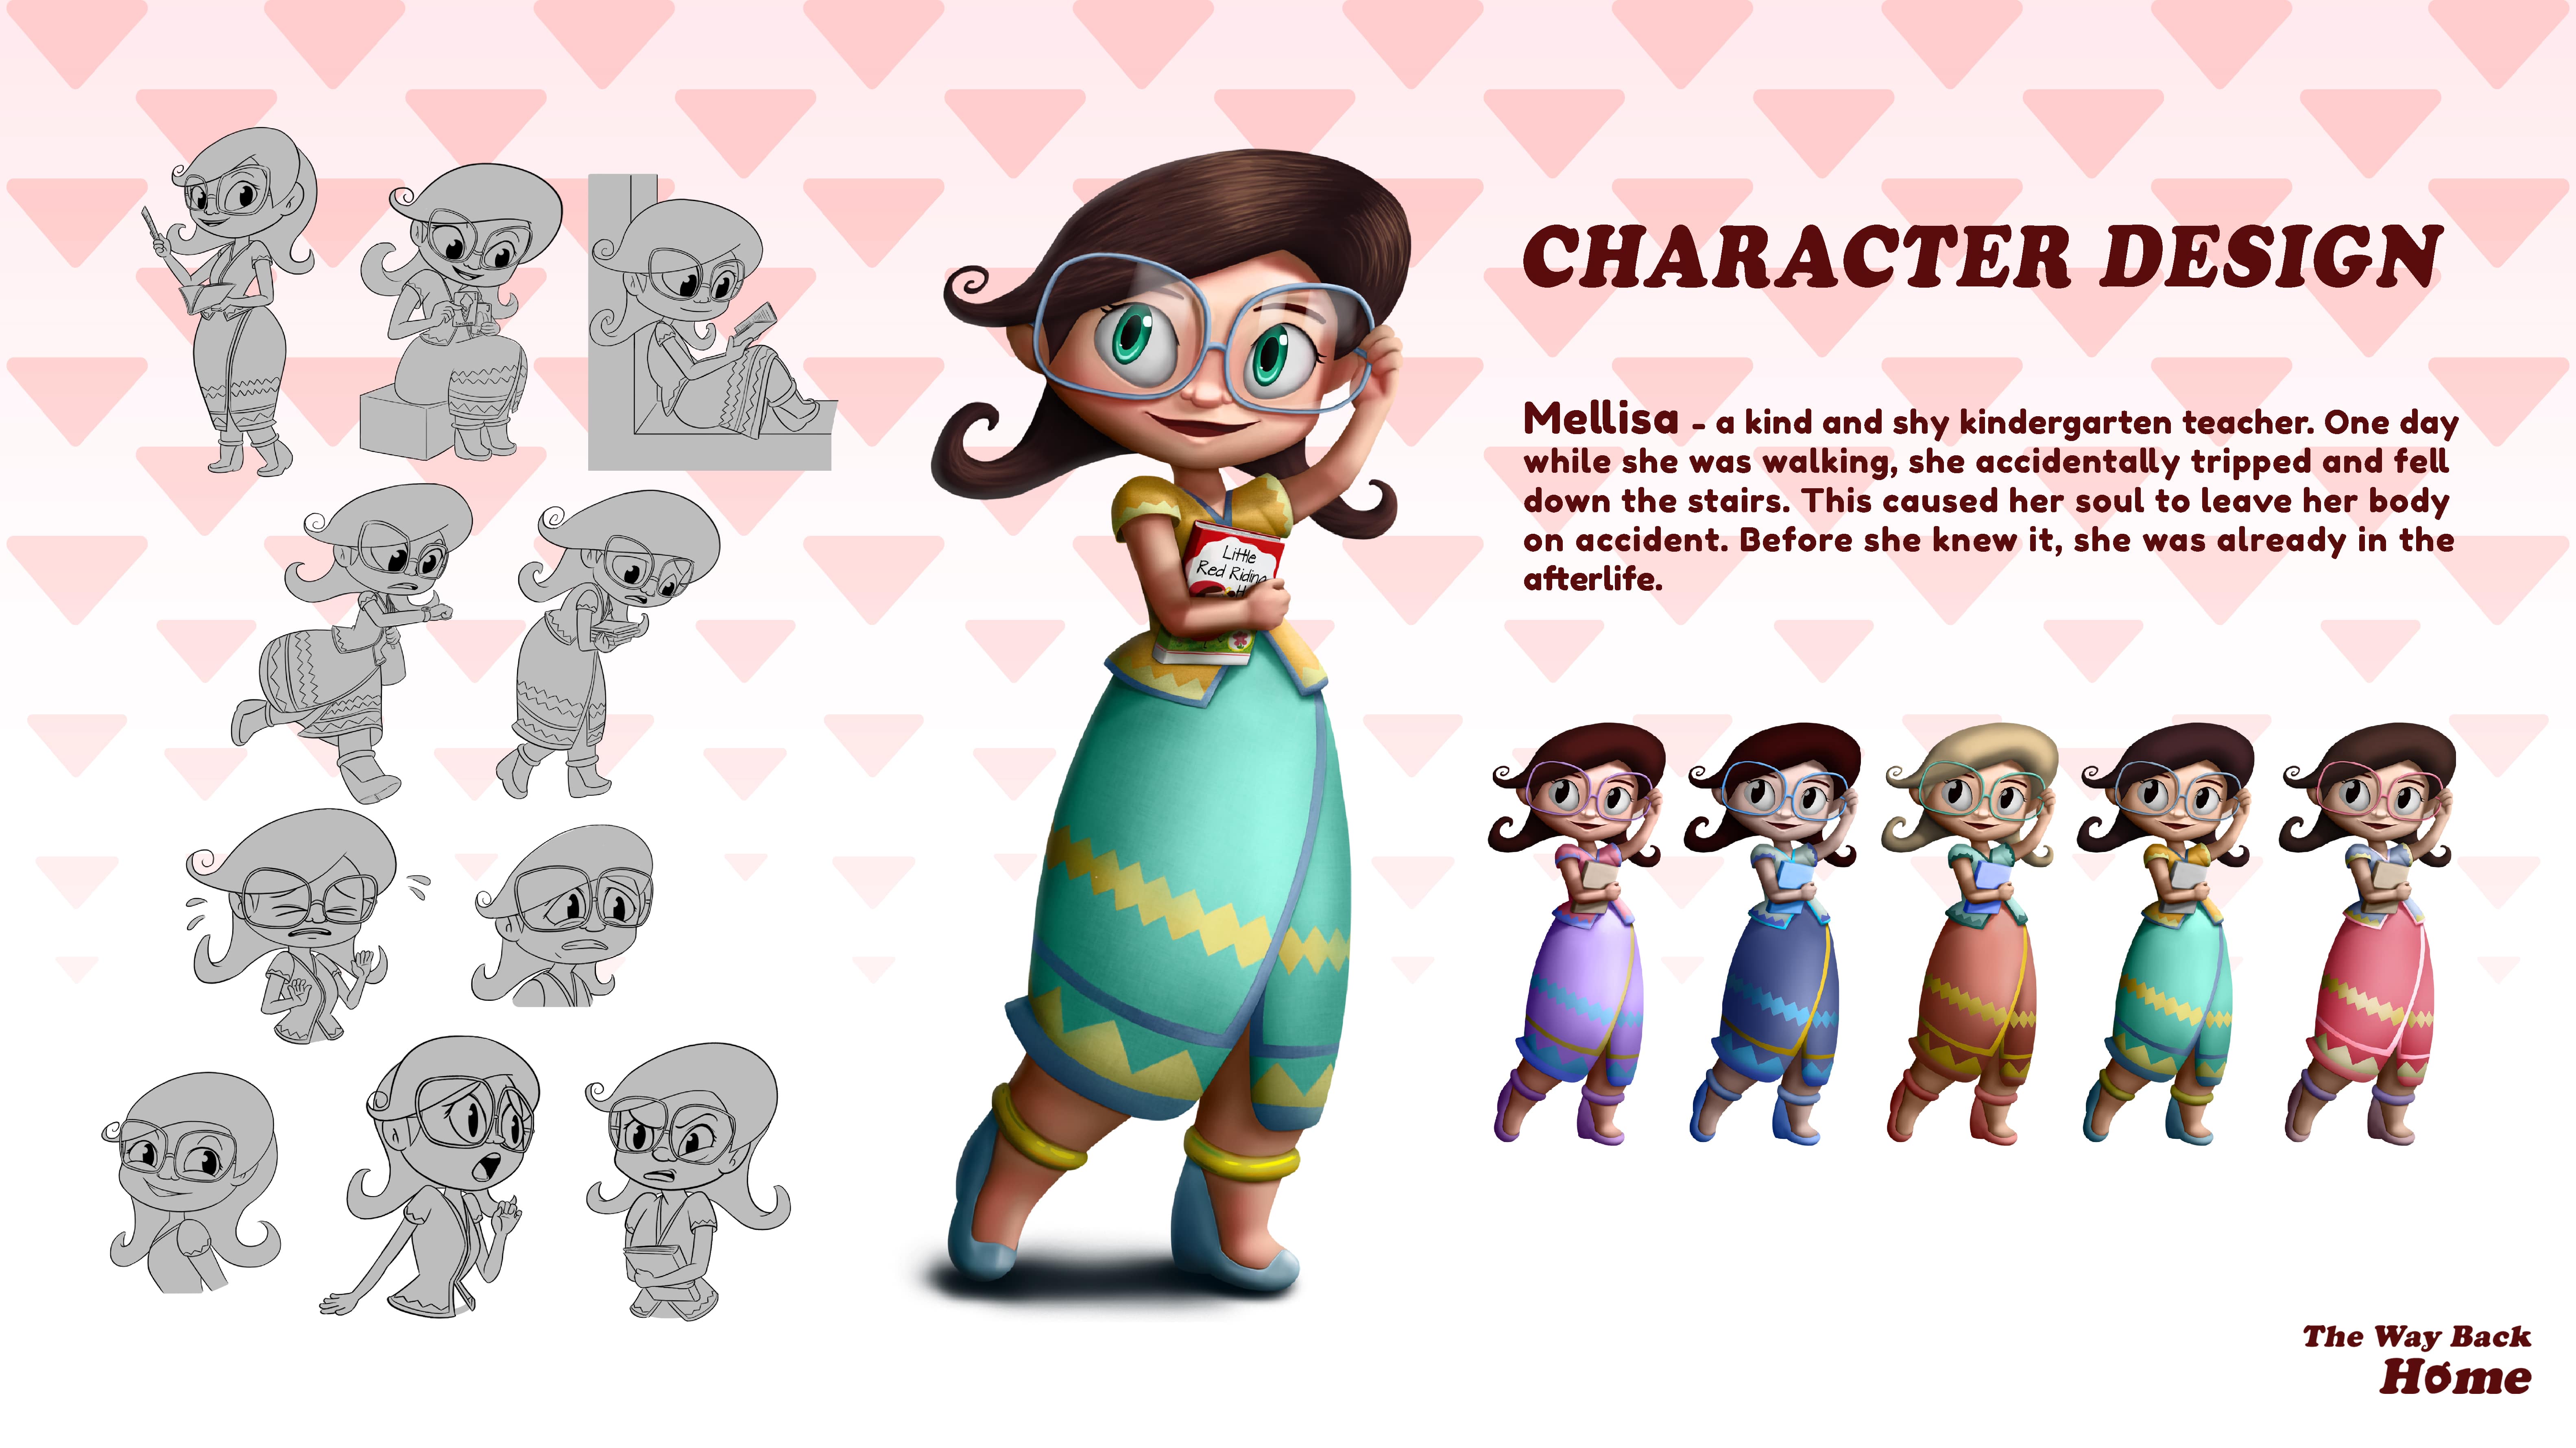 CHARACTER DESIGN
Mellisa - a kind and shy kindergarten teacher. One day
while she was walking, she accidentally tripped and fell
down the stairs. This caused her soul to leave her body
on accident. Before she knew it, she was already in the
afterlife.
Little
Red Riding
H
The Way Back
Home